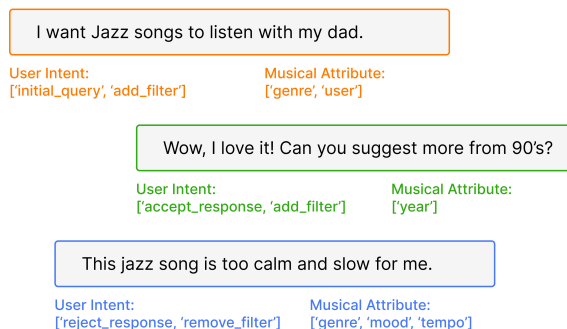 I want Jazz songs to listen with my dad.
User Intent:
[‘initial_query’, ‘add_filter’]
Musical Attribute:
[‘genre’, ‘user’]
Wow, I love it! Can you suggest more from 90’s?
User Intent:
[‘accept_response, ‘add_filter’]
Musical Attribute:
[‘year’]
This jazz song is too calm and slow for me.
User Intent:
[‘reject_response, ‘remove_filter’]
Musical Attribute:
[‘genre’, ‘mood’, ‘tempo’]